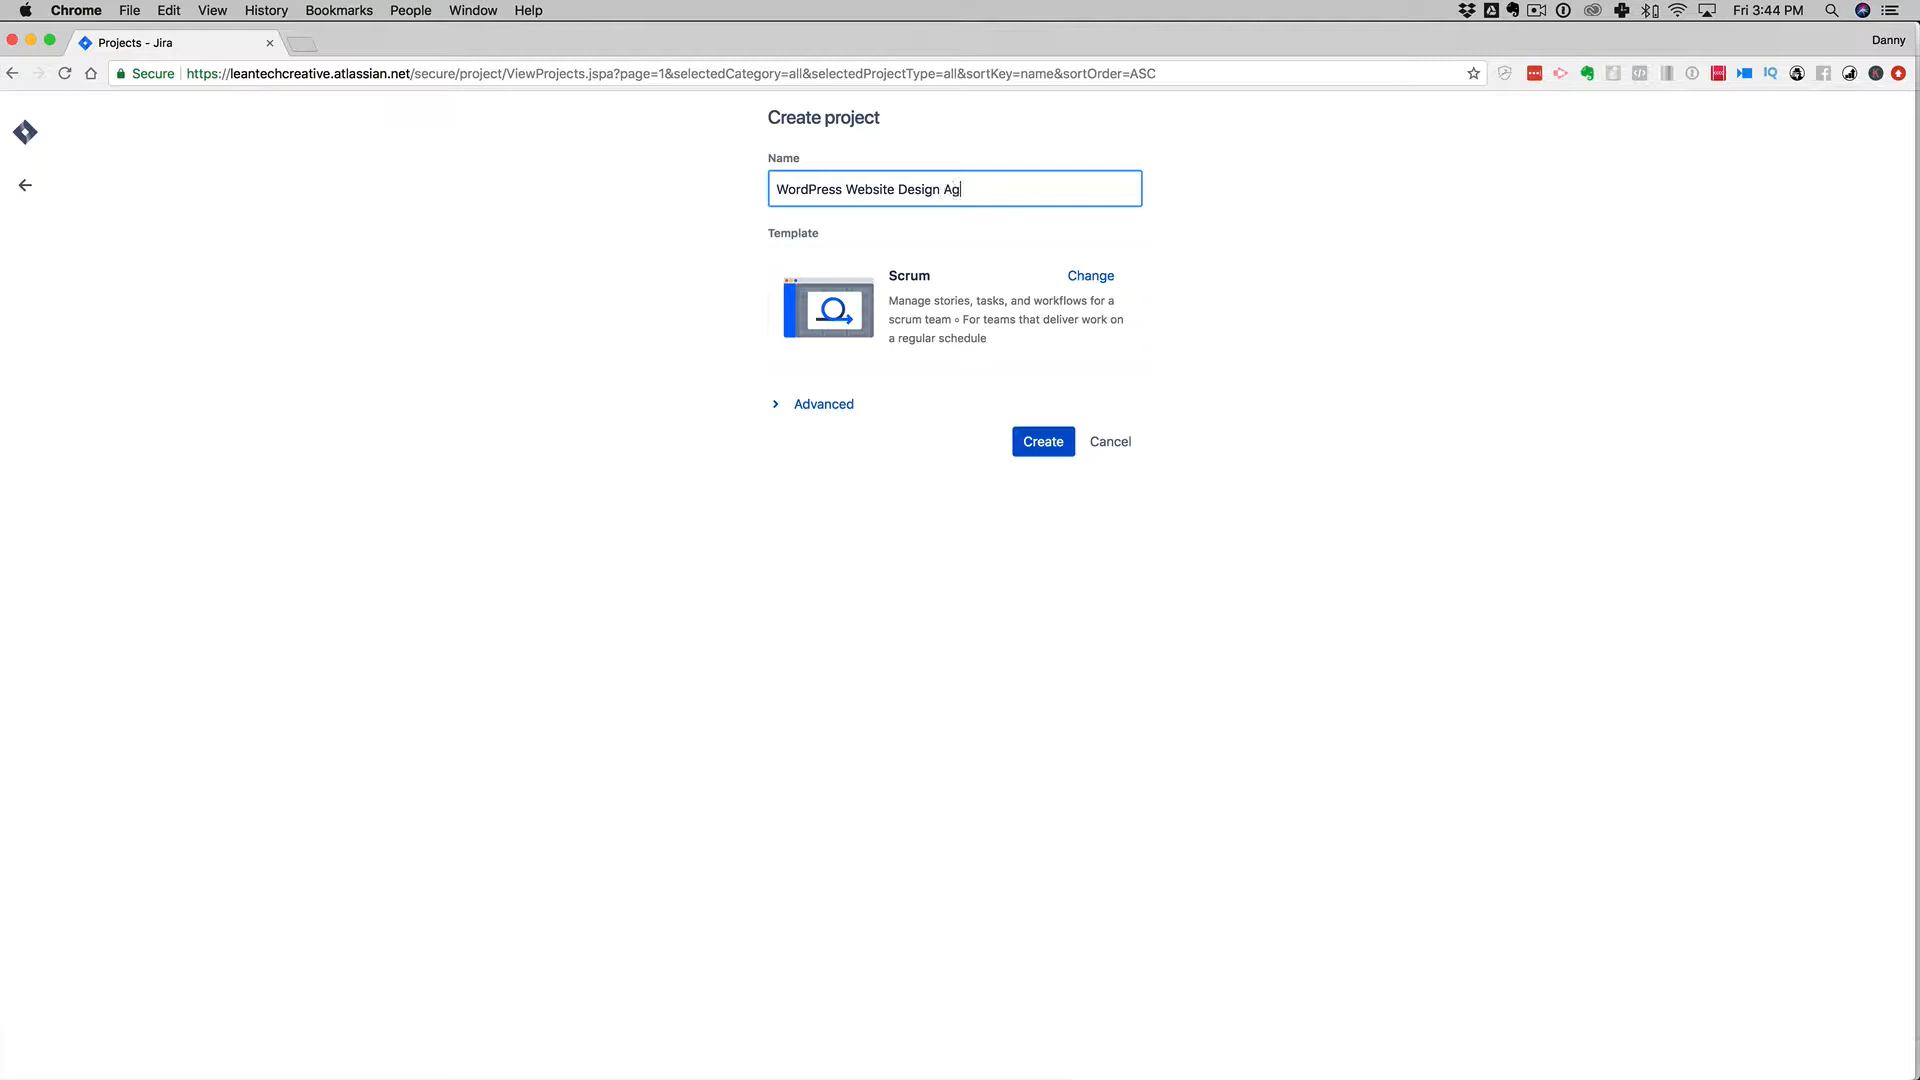 Chrome File Edit View History Bookmarks People Window Help Fri 3:44 PM
Projects - Jira Danny
Secure https://leantechcreative.atlassian.net/secure/project/ViewProjects.jspa?page=1&selectedCategory=all&selectedProjectType=all&sortKey=name&sortOrder=ASC IQ
Create project
Name
WordPress Website Design Ag
Template
Scrum Change
Manage stories, tasks, and workflows for a
scrum team • For teams that deliver work on
a regular schedule
Advanced
Create Cancel